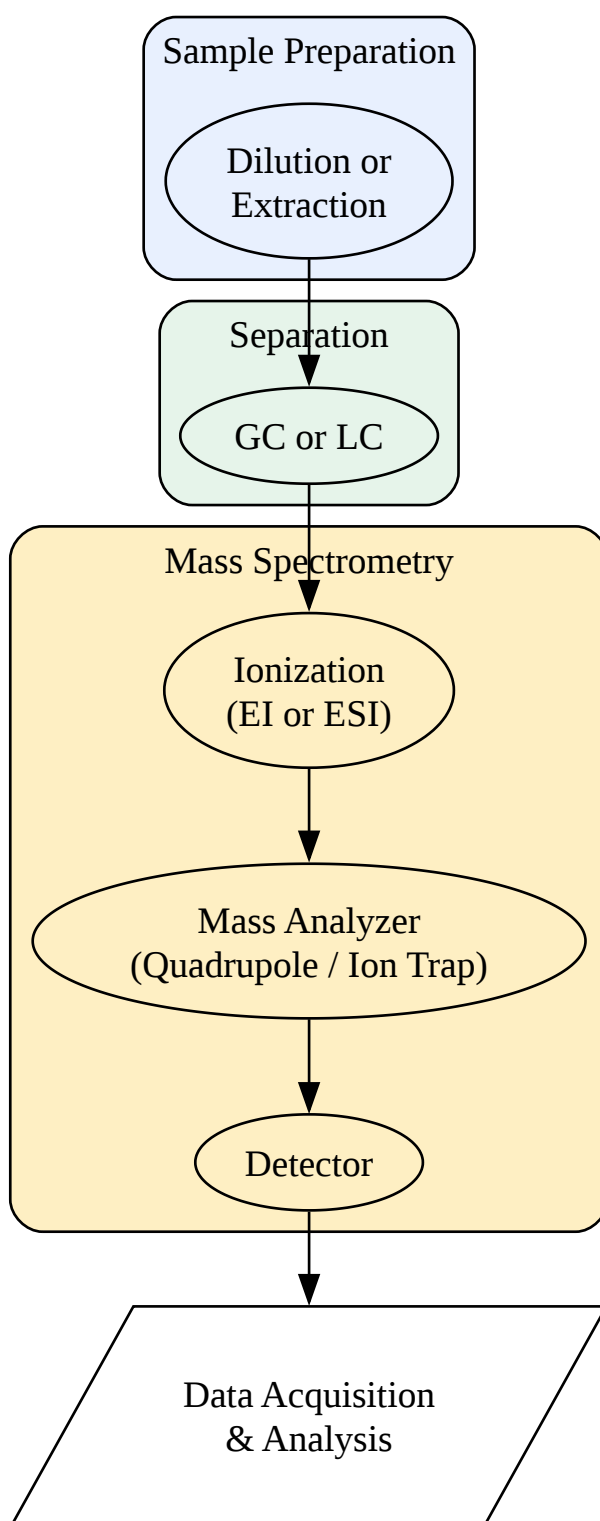 Sample Preparation
Dilution or
Extraction
Separation
GC or LC
Mass Spectrometry
Ionization
(EI or ESI)
Mass Analyzer
(Quadrupole / Ion Trap)
Detector
Data Acquisition
& Analysis